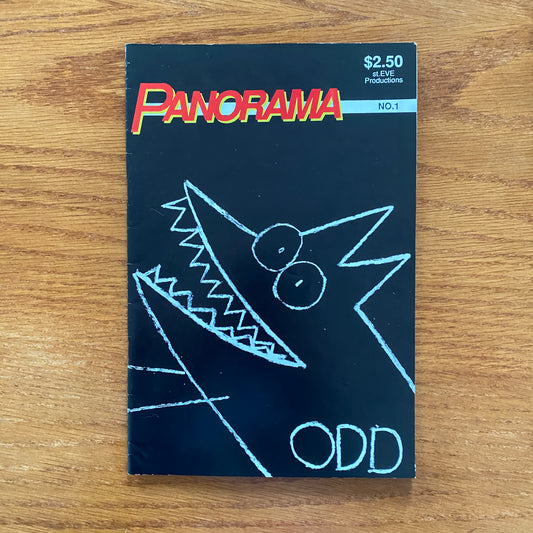 $2.50
st.EVE
Productions
PANORAMA
NO.1
ODD